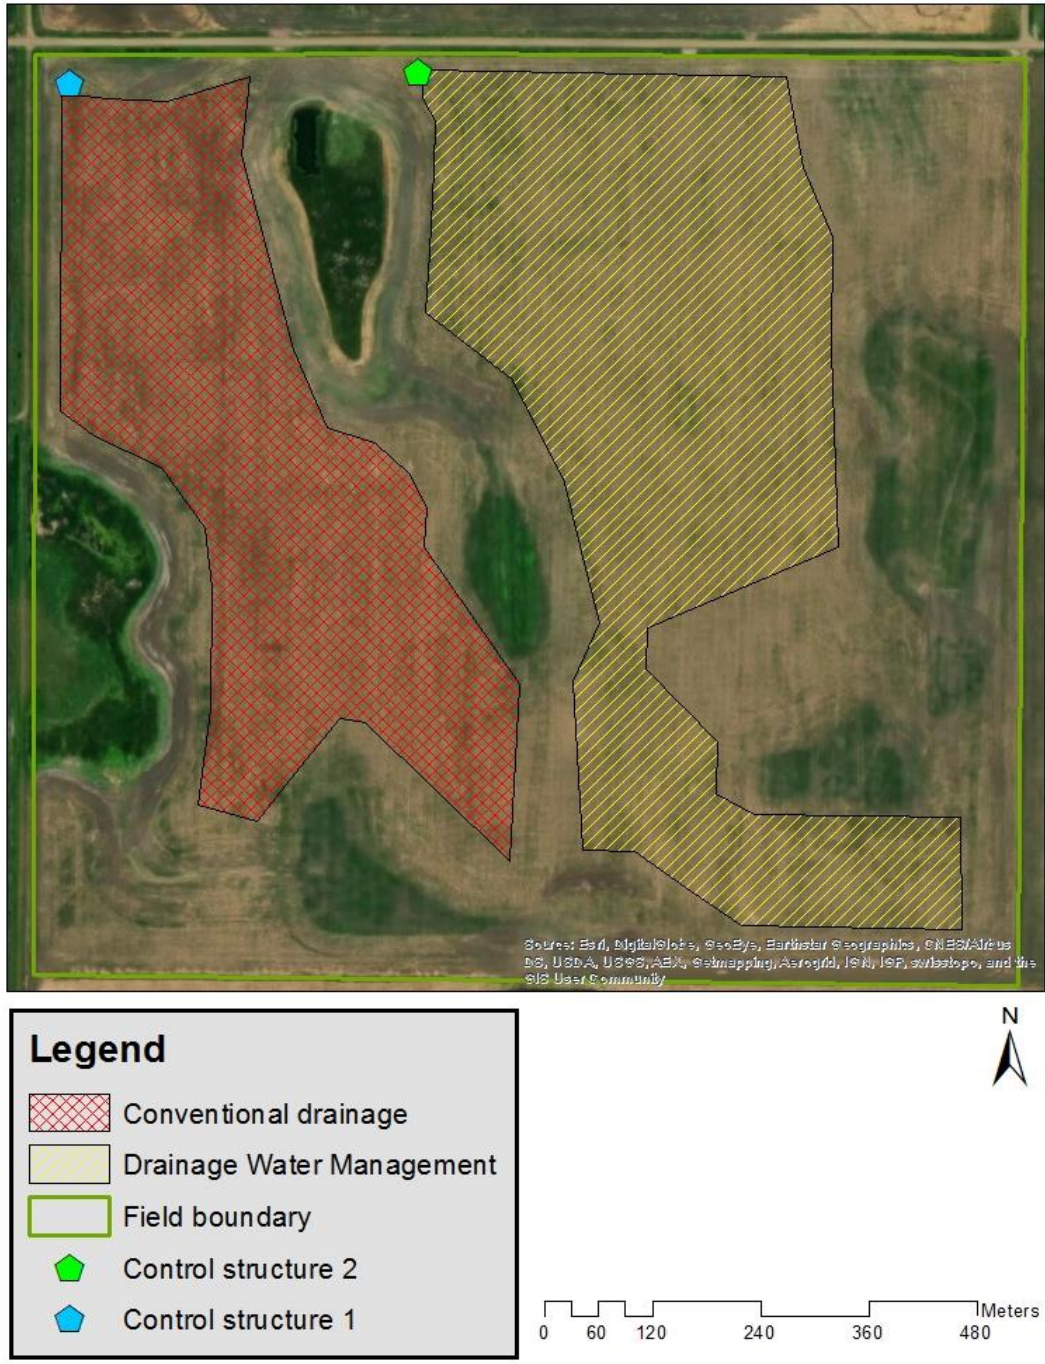 Source: Esri, DigitalGlobe, GeoEye, Earthstar Geographics, CNES/Airbus
DS, USDA, USGS, AEX, Getmapping, Aerogrid, IGN, IGP, swisstopo, and the
GIS User Community
Legend
Conventional drainage
Drainage Water Management
Field boundary
Control structure 2
Control structure 1
N
Meters
0 60 120 240 360 480